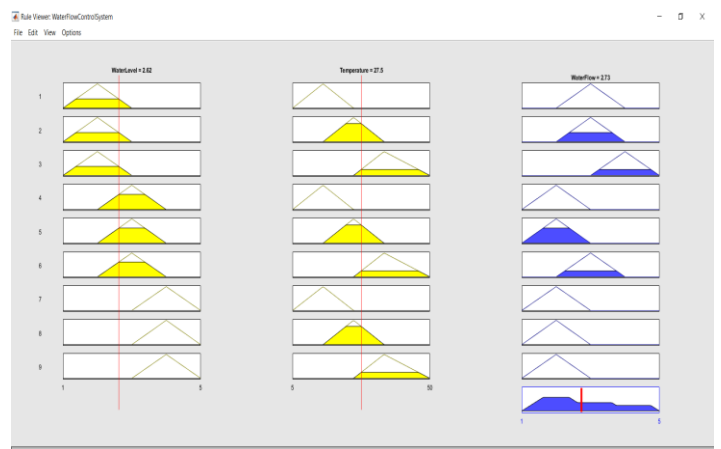 Rule Viewer: WaterFlowControlSystem
File Edit View Options
WaterLevel = 2.62
Temperature = 27.5
WaterFlow = 2.73
1
2
3
4
5
6
7
8
9
1 5
5 50
1 5